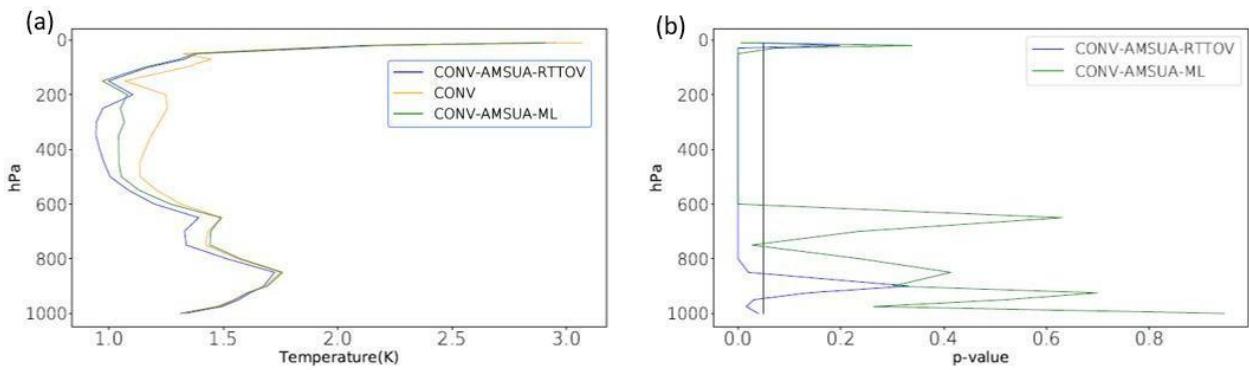 (a)
0
200
400
600
800
1000
hPa
CONV-AMSUA-RTTOV
CONV
CONV-AMSUA-ML
1.0 1.5 2.0 2.5 3.0
Temperature(K)
(b)
0
200
400
600
800
1000
hPa
CONV-AMSUA-RTTOV
CONV-AMSUA-ML
0.0 0.2 0.4 0.6 0.8
p-value